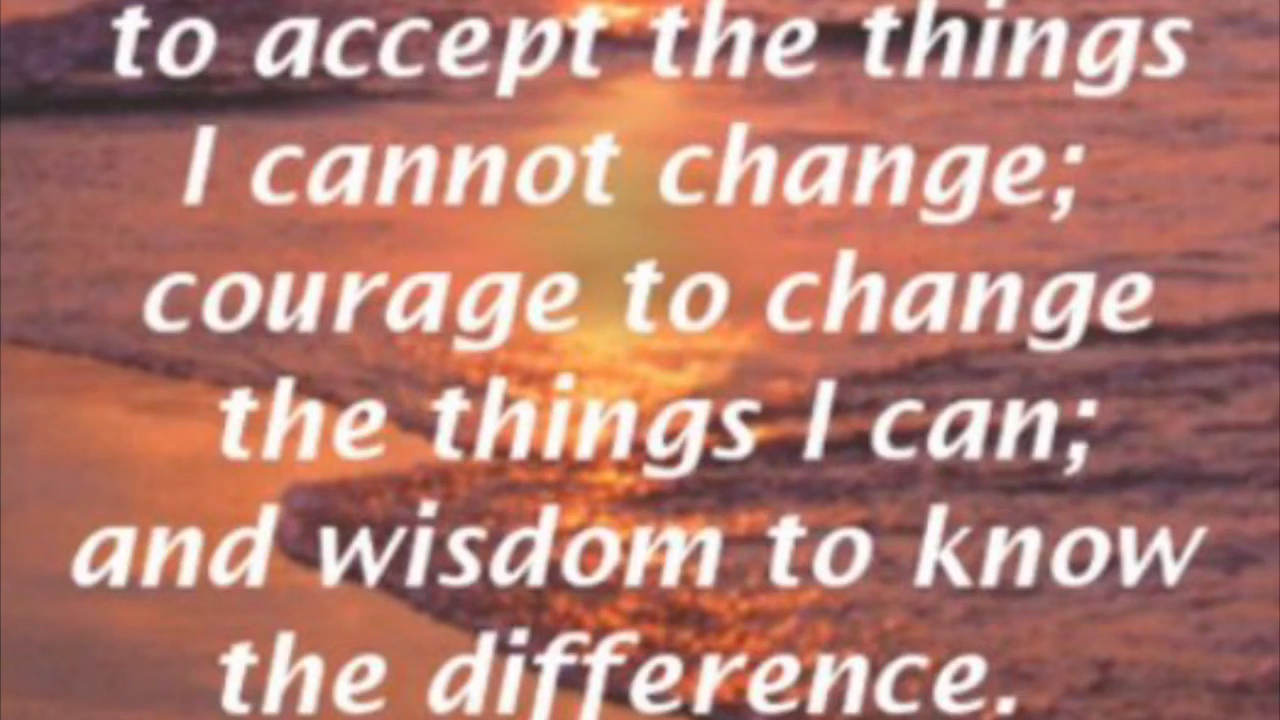 to accept the things
I cannot change;
courage to change
the things I can;
and wisdom to know
the difference.